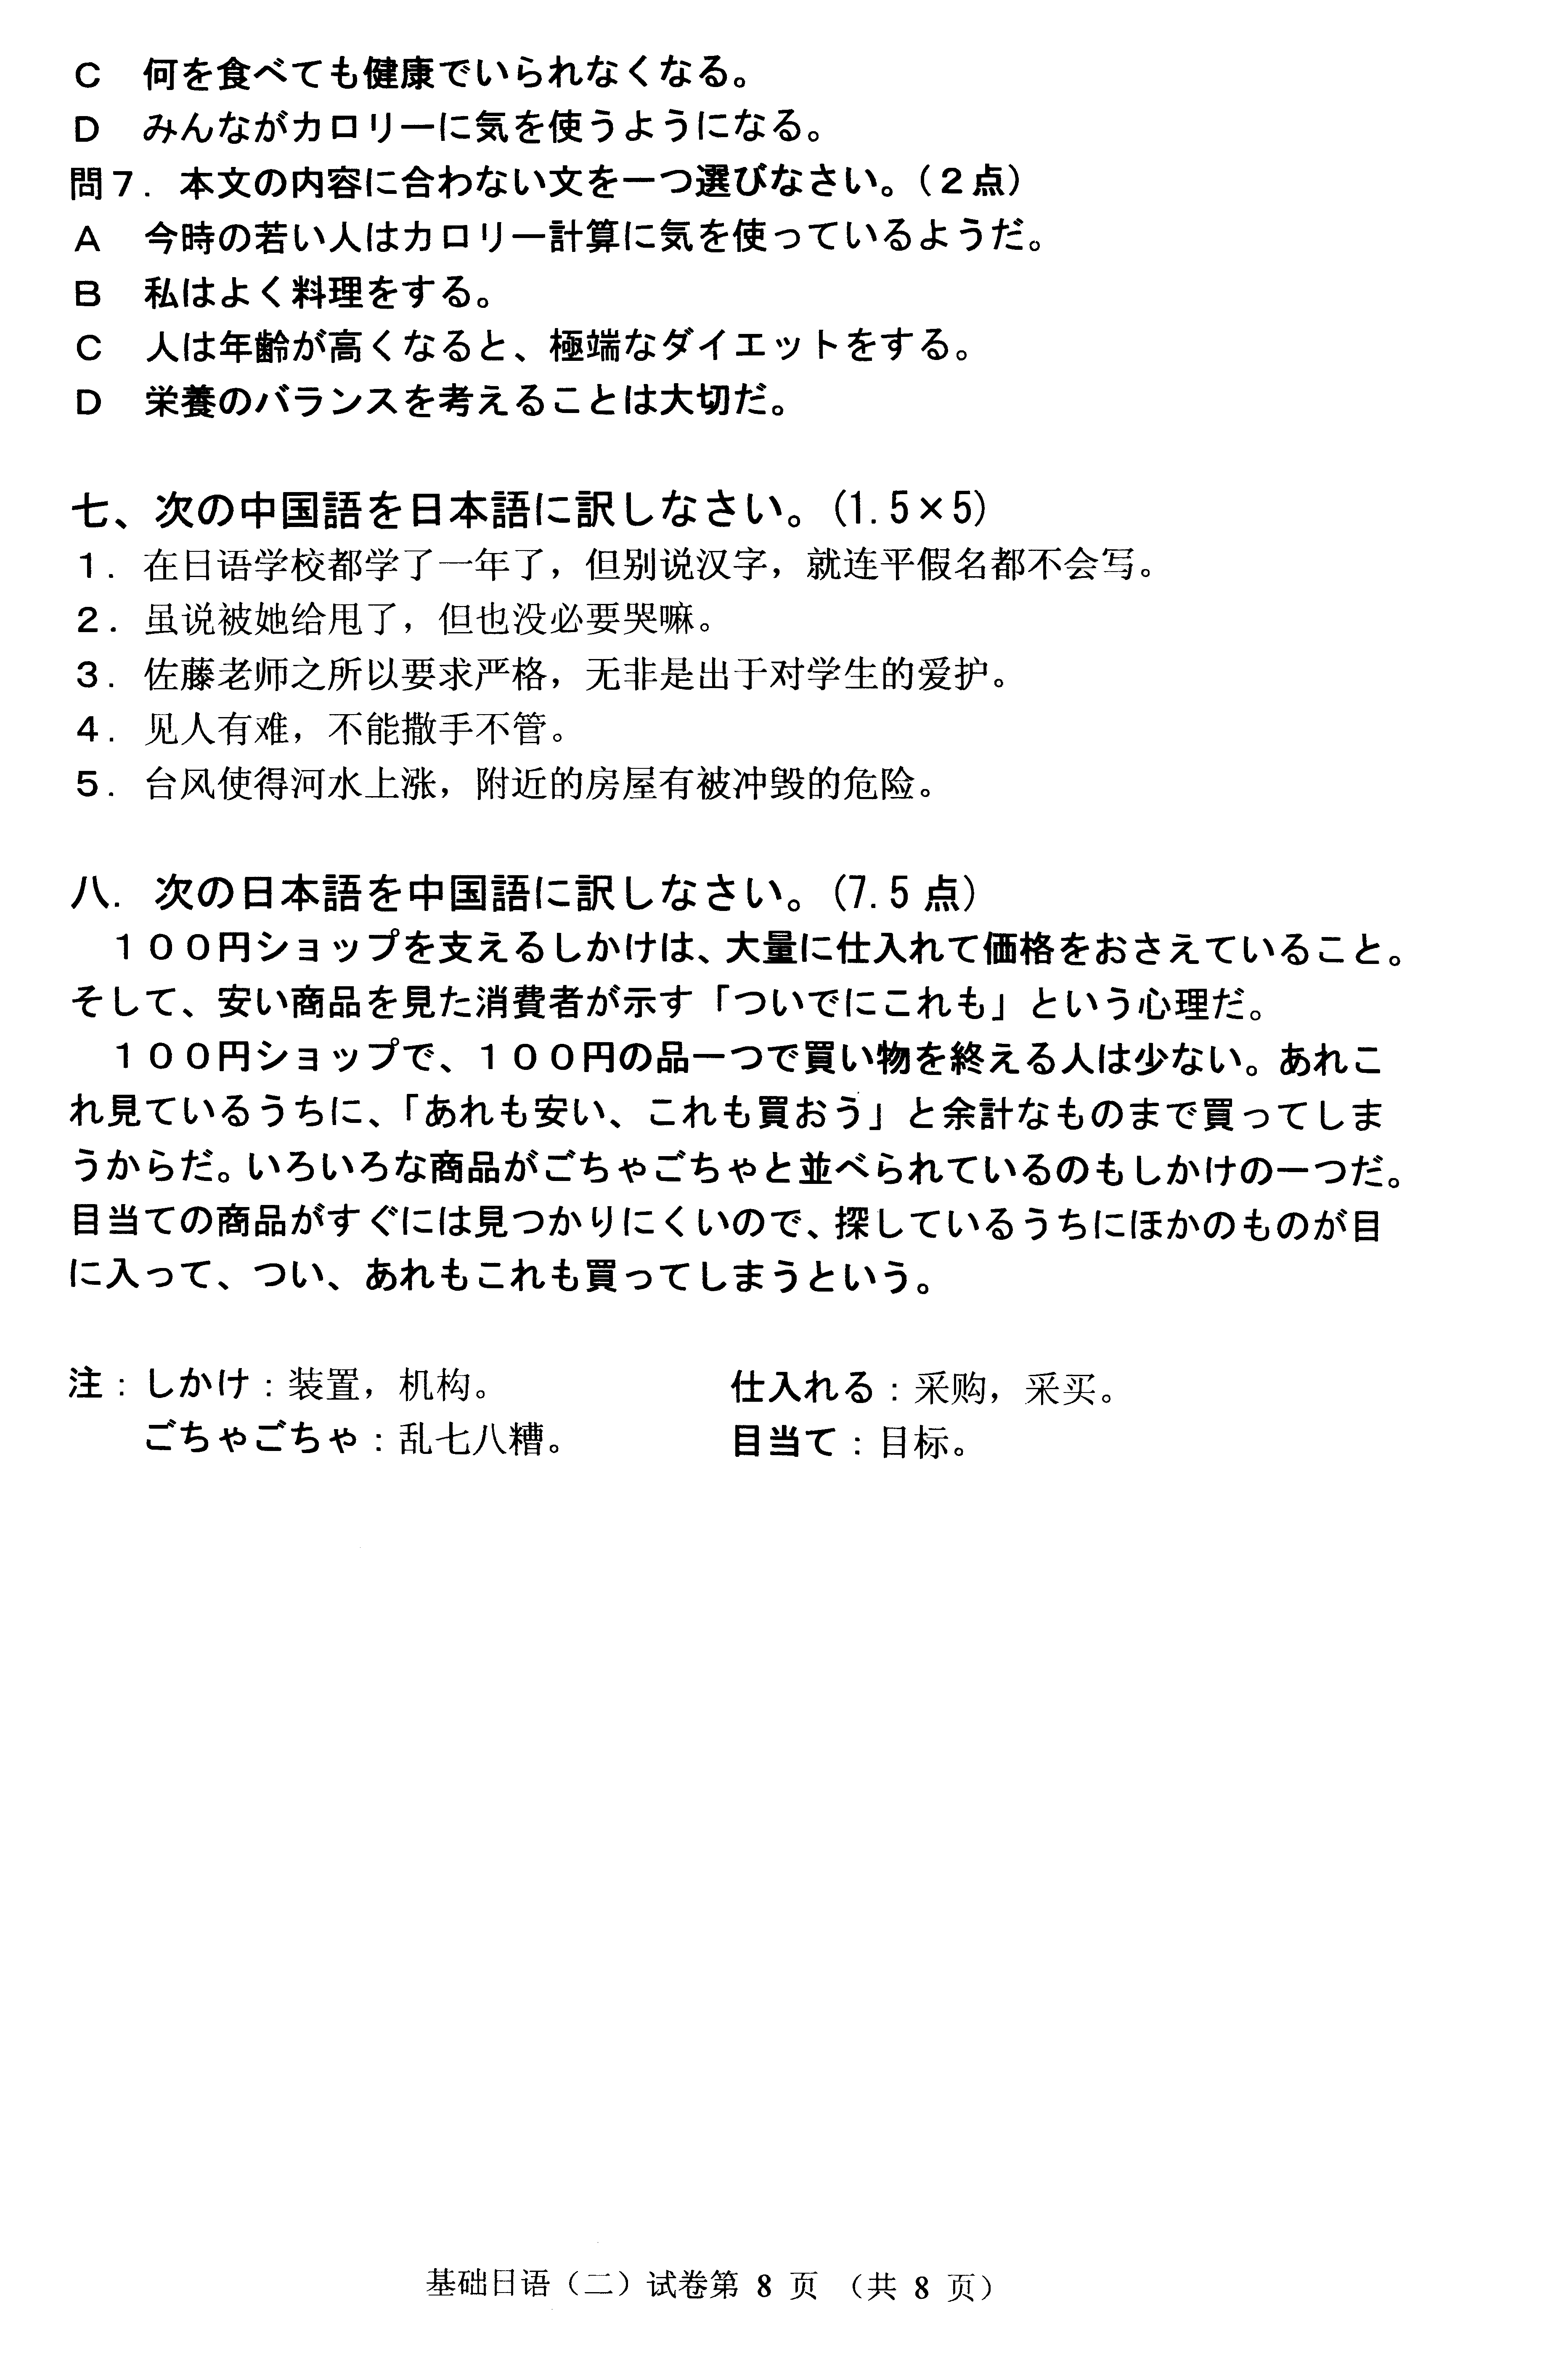 C　何を食べても健康でいられなくなる。
D　みんながカロリーに気を使うようになる。
問７．本文の内容に合わない文を一つ選びなさい。（２点）
A　今時の若い人はカロリー計算に気を使っているようだ。
B　私はよく料理をする。
C　人は年齢が高くなると、極端なダイエットをする。
D　栄養のバランスを考えることは大切だ。
七、次の中国語を日本語に訳しなさい。(1.5×5)
1．在日语学校都学了一年了，但别说汉字，就连平假名都不会写。
2．虽说被她给甩了，但也没必要哭嘛。
3．佐藤老师之所以要求严格，无非是出于对学生的爱护。
4．见人有难，不能撒手不管。
5．台风使得河水上涨，附近的房屋有被冲毁的危险。
八．次の日本語を中国語に訳しなさい。(7.5 点)
１００円ショップを支えるしかけは、大量に仕入れて価格をおさえていること。
そして、安い商品を見た消費者が示す「ついでにこれも」という心理だ。
１００円ショップで、１００円の品一つで買い物を終える人は少ない。あれこ
れ見ているうちに、「あれも安い、これも買おう」と余計なものまで買ってしま
うからだ。いろいろな商品がごちゃごちゃと並べられているのもしかけの一つだ。
目当ての商品がすぐには見つかりにくいので、探しているうちにほかのものが目
に入って、つい、あれもこれも買ってしまうという。
注：しかけ：装置，机构。　仕入れる：采购，采买。
ごちゃごちゃ：乱七八糟。　目当て：目标。
基础日语（二）试卷第 8 页 （共 8 页）